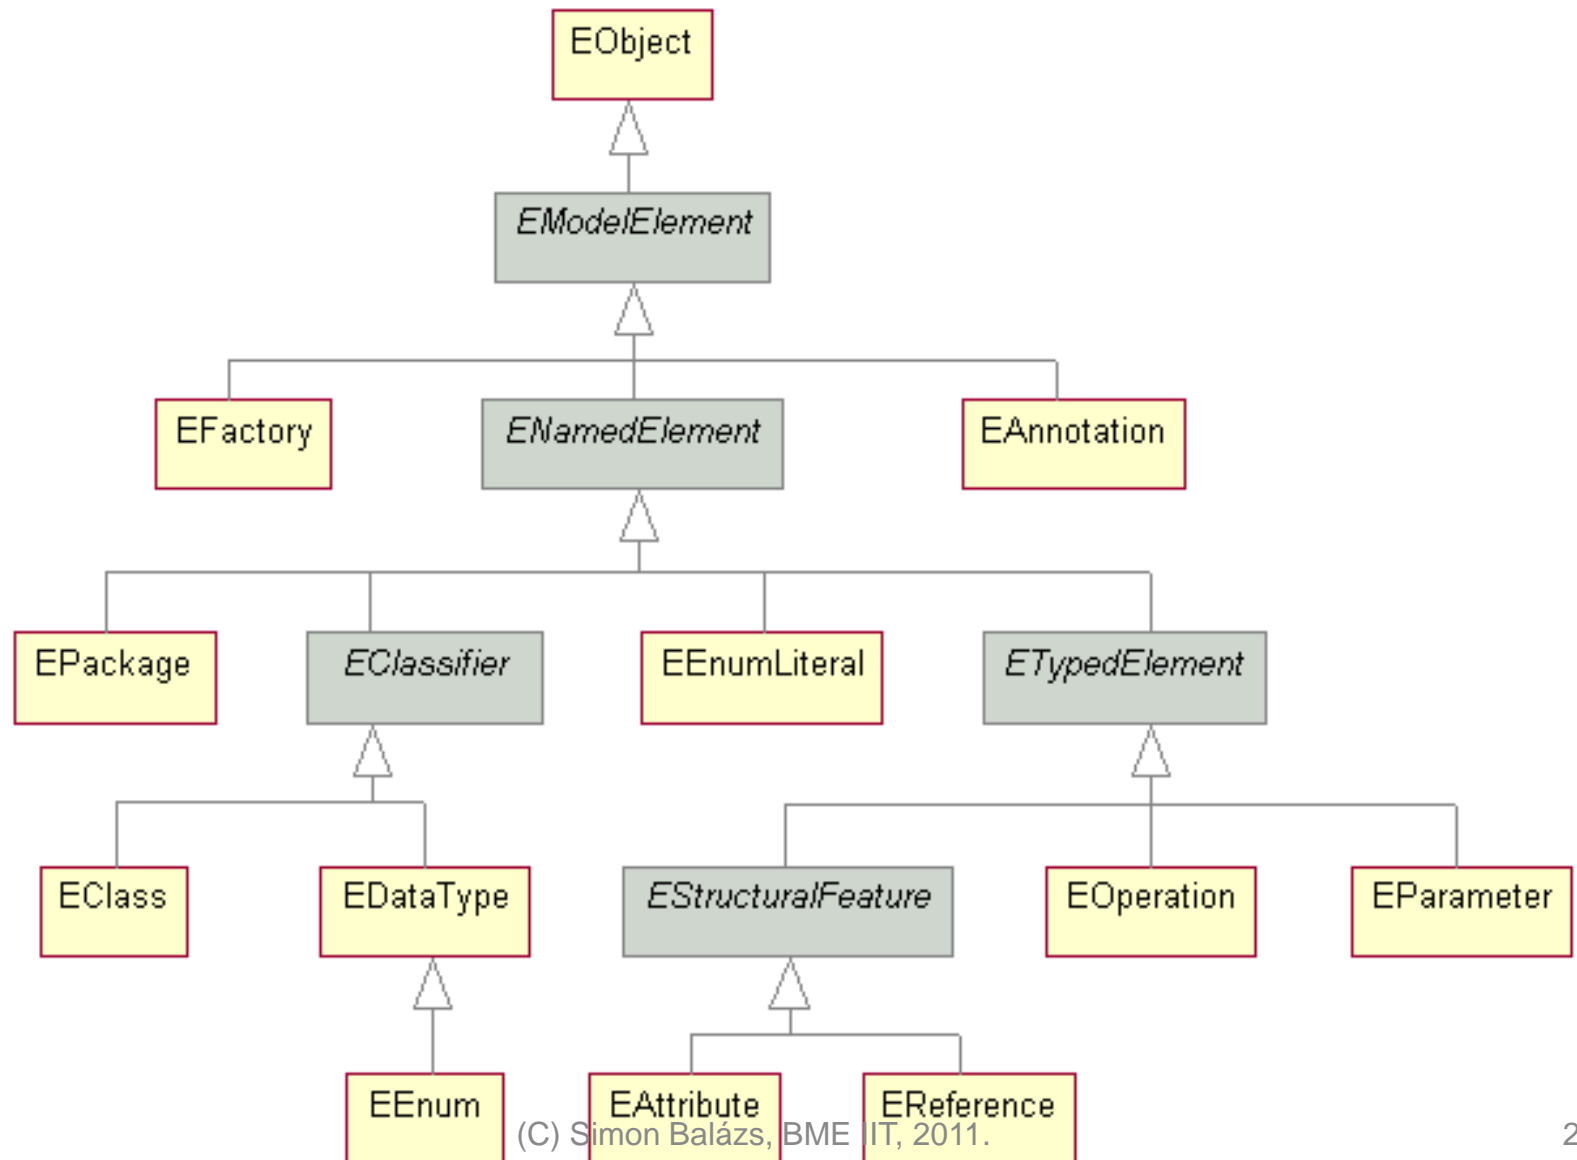 EObject
EModelElement
EFactory
ENamedElement
EAnnotation
EPackage
EClassifier
EEnumLiteral
ETypedElement
EClass
EDataType
EStructuralFeature
EOperation
EParameter
EEnum
EAttribute
EReference
(C) Simon Balázs, BME IIT, 2011.
2